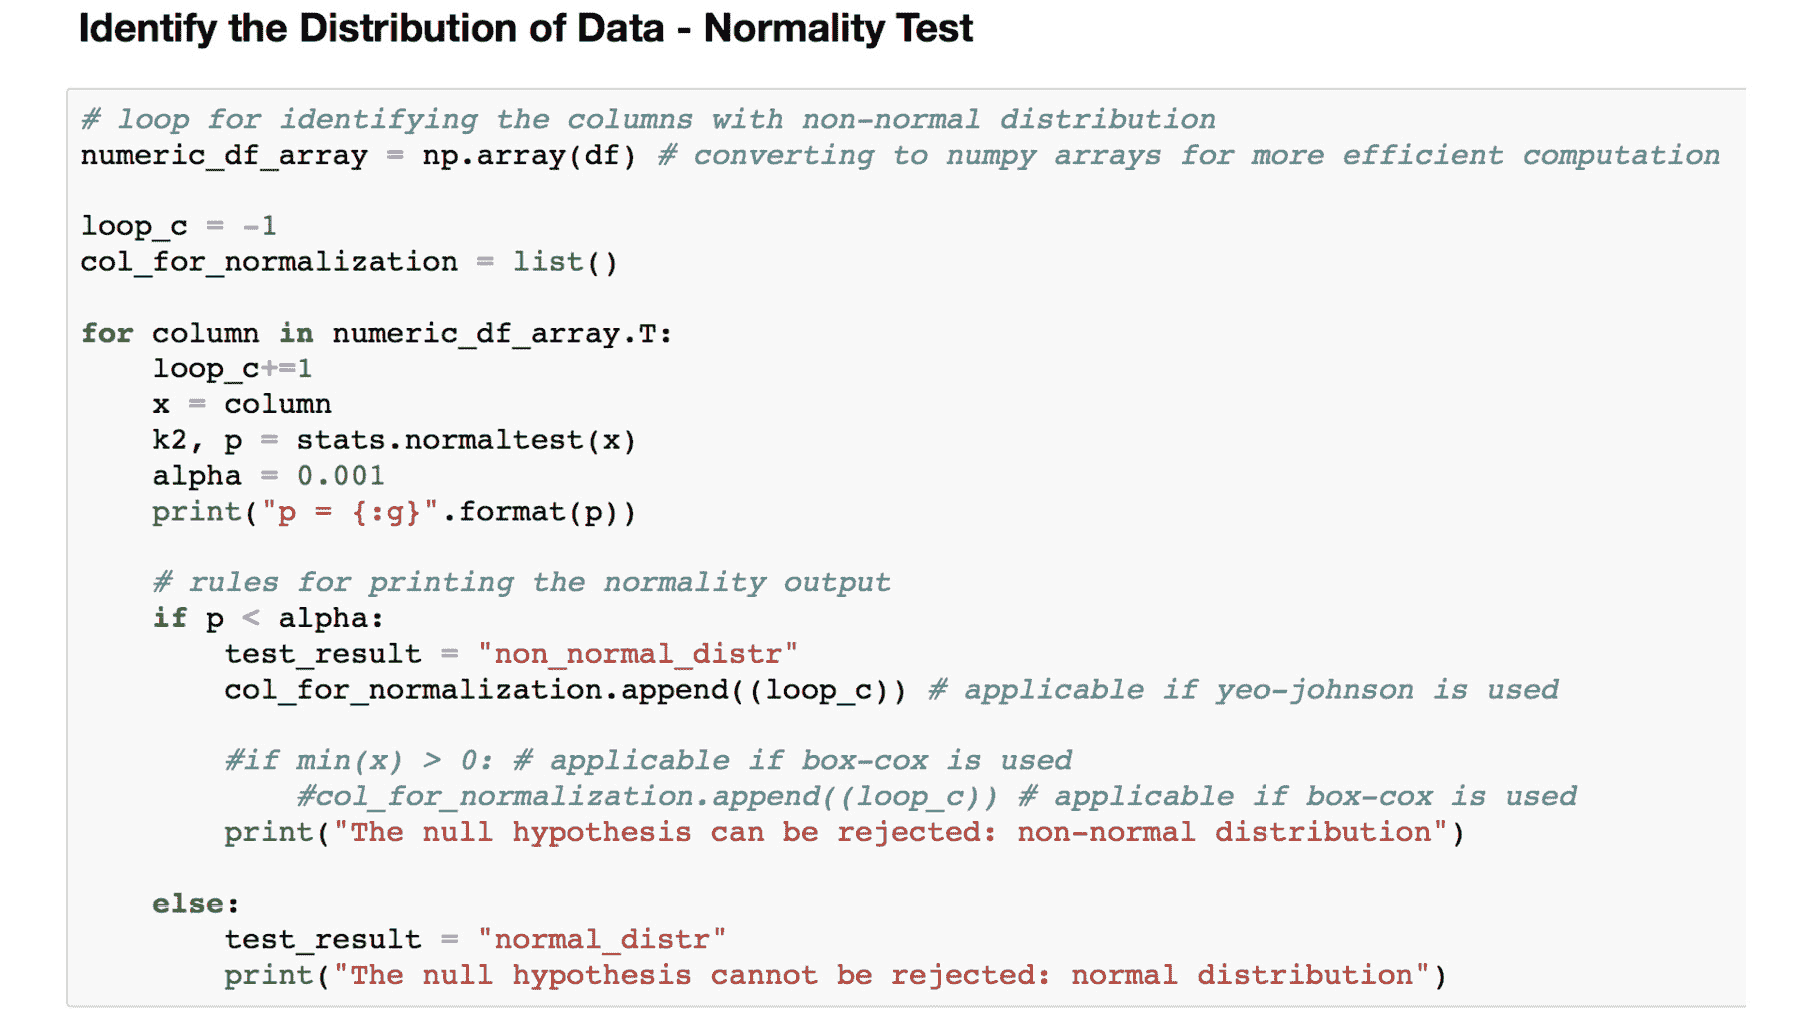 Identify the Distribution of Data - Normality Test
# loop for identifying the columns with non-normal distribution
numeric_df_array = np.array(df) # converting to numpy arrays for more efficient computation
loop_c = -1
col_for_normalization = list()
for column in numeric_df_array.T:
    loop_c+=1
    x = column
    k2, p = stats.normaltest(x)
    alpha = 0.001
    print("p = {:g}".format(p))
    # rules for printing the normality output
    if p < alpha:
        test_result = "non_normal_distr"
        col_for_normalization.append((loop_c)) # applicable if yeo-johnson is used
        #if min(x) > 0: # applicable if box-cox is used
            #col_for_normalization.append((loop_c)) # applicable if box-cox is used
        print("The null hypothesis can be rejected: non-normal distribution")
    else:
        test_result = "normal_distr"
        print("The null hypothesis cannot be rejected: normal distribution")